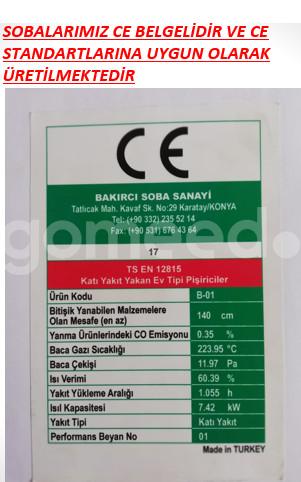 SOBALARIMIZ CE BELGELİDİR VE CE
STANDARTLARINA UYGUN OLARAK
ÜRETİLMEKTEDİR
CE
BAKIRCI SOBA SANAYİ
Tatlıcak Mah. Kavaf Sk. No:29 Karatay/KONYA
Tel: (+90 332) 235 52 14
Fax: (+90 531) 676 43 64
17
TS EN 12815
Katı Yakıt Yakan Ev Tipi Pişiriciler
Ürün Kodu B-01
Bitişik Yanabilen Malzemelere
Olan Mesafe (en az) 140 cm
Yanma Ürünlerindeki CO Emisyonu 0.35 %
Baca Gazı Sıcaklığı 223.95 °C
Baca Çekişi 11.97 Pa
Isı Verimi 60.39 %
Yakıt Yükleme Aralığı 1.055 h
Isıl Kapasitesi 7.42 kW
Yakıt Tipi Katı Yakıt
Performans Beyan No 01
Made in TURKEY